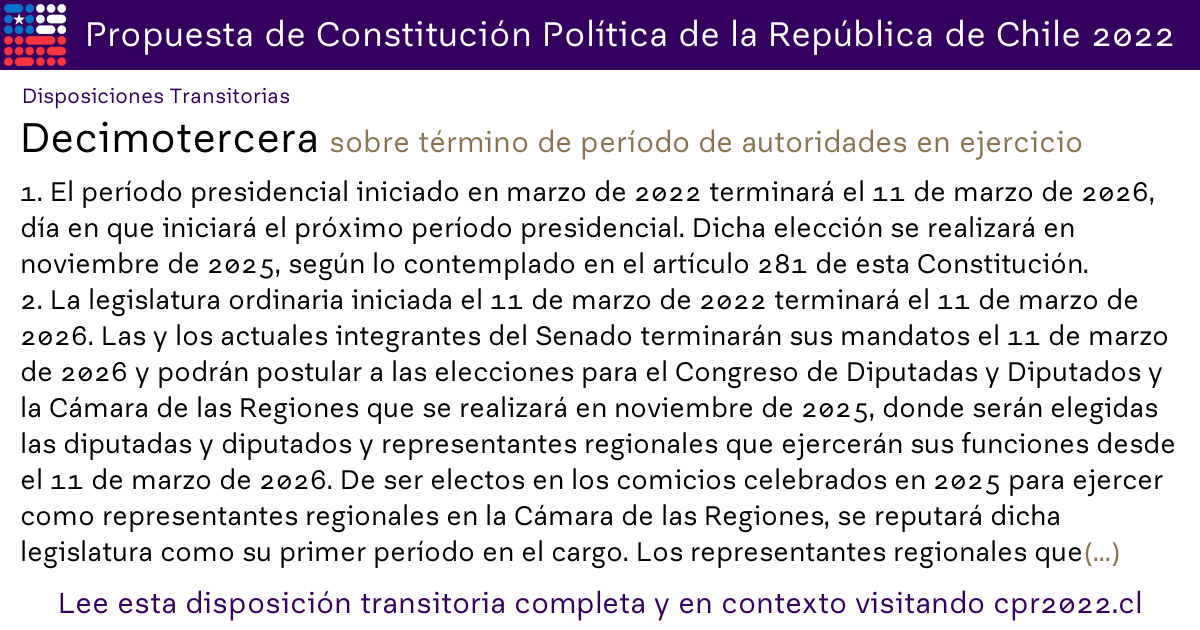 Propuesta de Constitución Política de la República de Chile 2022
Disposiciones Transitorias
Decimotercera sobre término de período de autoridades en ejercicio
1. El período presidencial iniciado en marzo de 2022 terminará el 11 de marzo de 2026,
día en que iniciará el próximo período presidencial. Dicha elección se realizará en
noviembre de 2025, según lo contemplado en el artículo 281 de esta Constitución.
2. La legislatura ordinaria iniciada el 11 de marzo de 2022 terminará el 11 de marzo de
2026. Las y los actuales integrantes del Senado terminarán sus mandatos el 11 de marzo
de 2026 y podrán postular a las elecciones para el Congreso de Diputadas y Diputados y
la Cámara de las Regiones que se realizará en noviembre de 2025, donde serán elegidas
las diputadas y diputados y representantes regionales que ejercerán sus funciones desde
el 11 de marzo de 2026. De ser electos en los comicios celebrados en 2025 para ejercer
como representantes regionales en la Cámara de las Regiones, se reputará dicha
legislatura como su primer período en el cargo. Los representantes regionales que(...)
Lee esta disposición transitoria completa y en contexto visitando cpr2022.cl